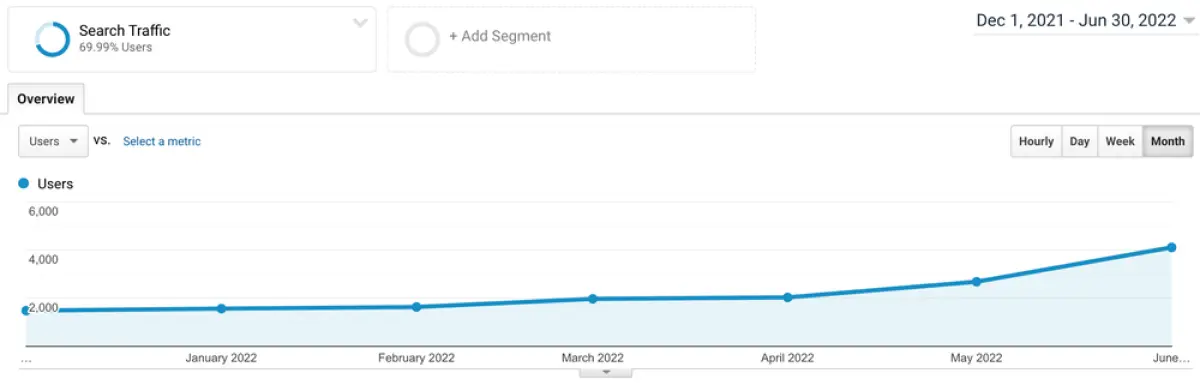 Search Traffic
69.99% Users
+ Add Segment
Dec 1, 2021 - Jun 30, 2022
Overview
Users
vs.
Select a metric
Hourly
Day
Week
Month
Users
6,000
4,000
2,000
...
January 2022
February 2022
March 2022
April 2022
May 2022
June...